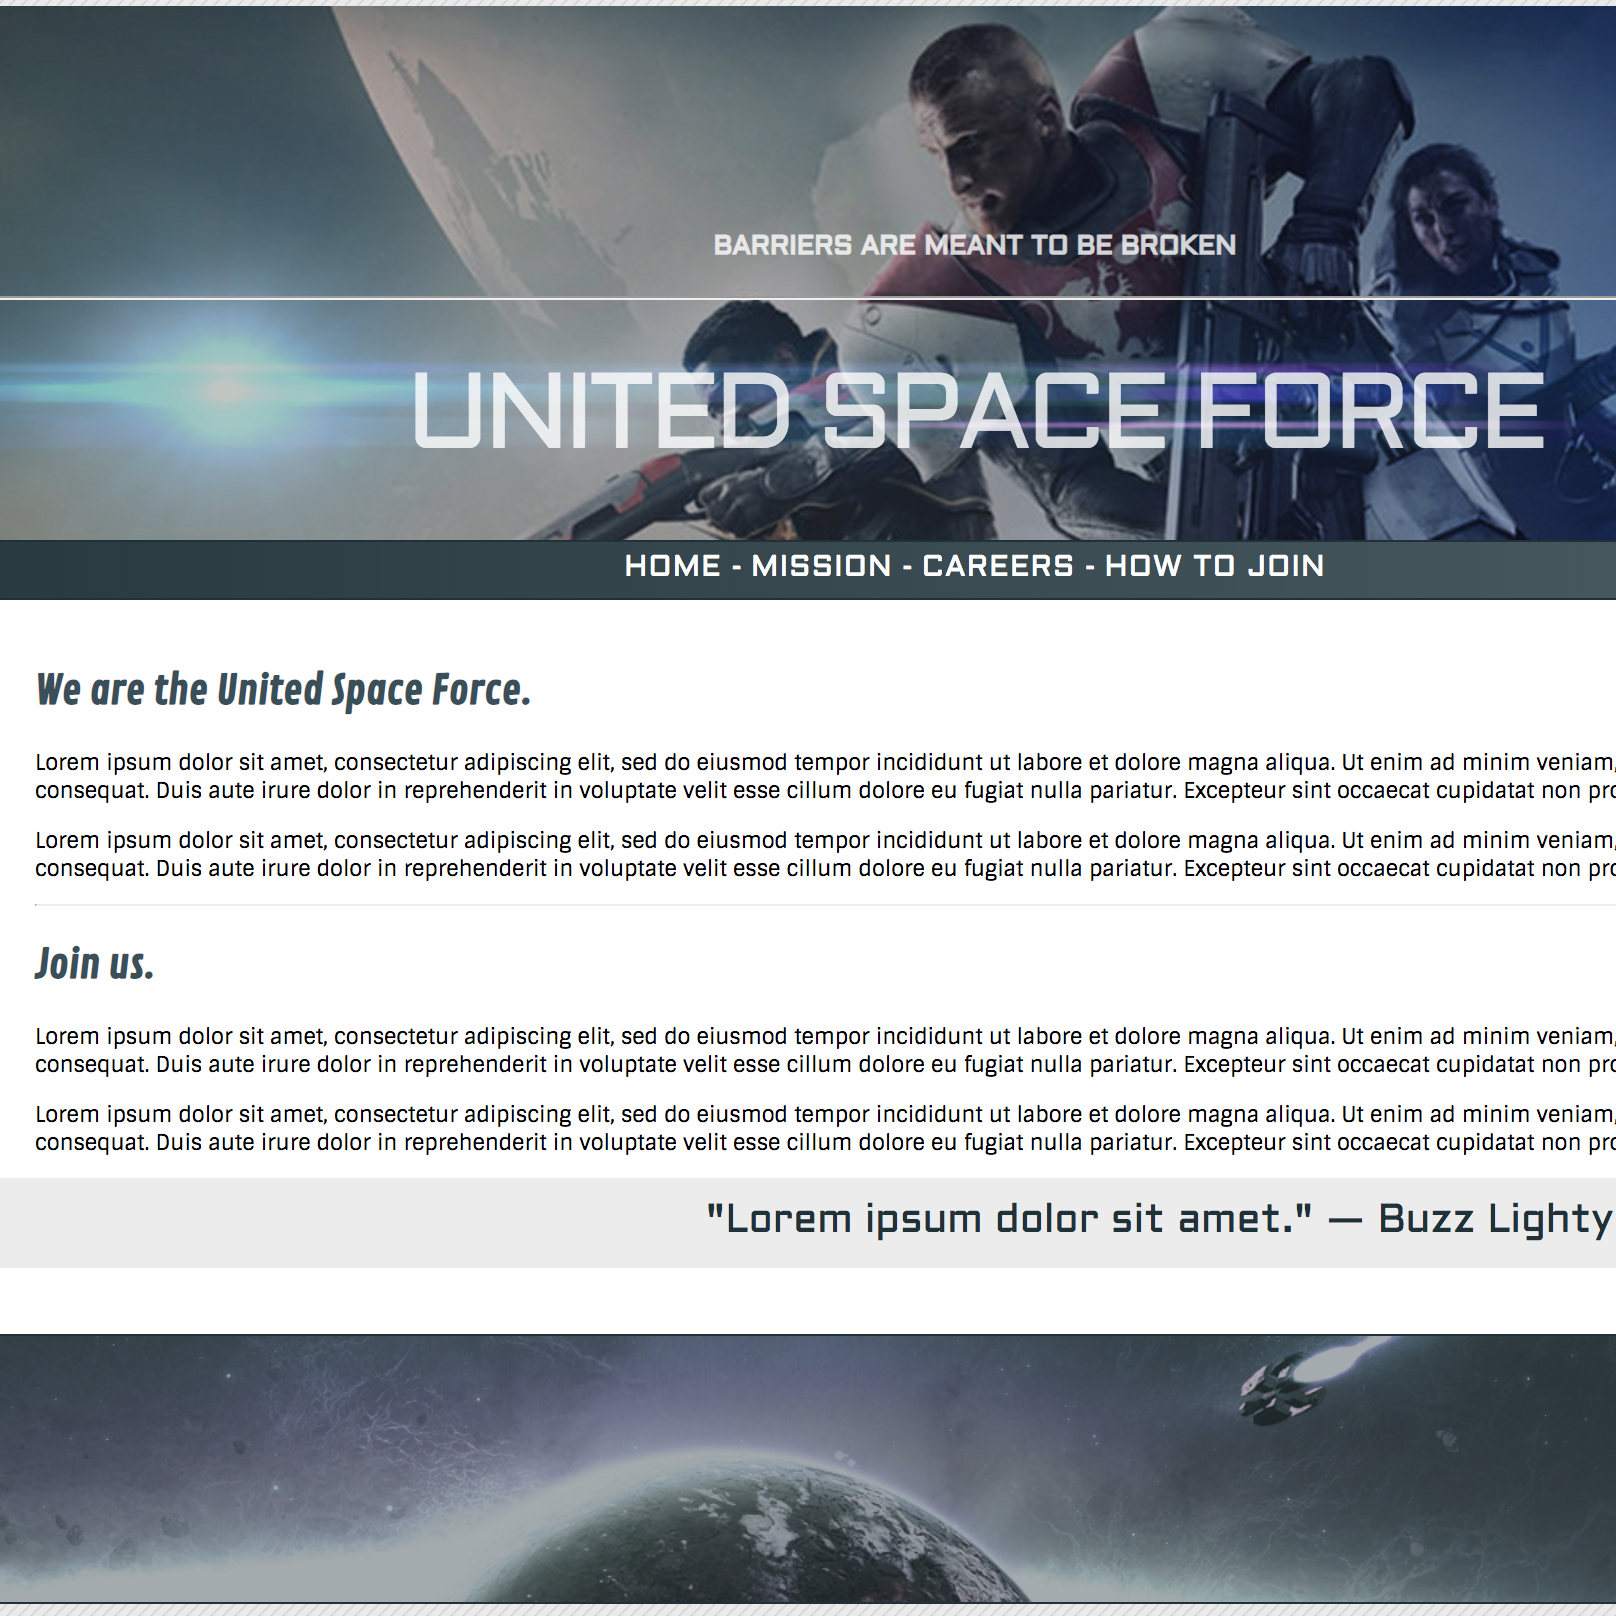 BARRIERS ARE MEANT TO BE BROKEN
UNITED SPACE FORCE
HOME - MISSION - CAREERS - HOW TO JOIN
We are the United Space Force.
Lorem ipsum dolor sit amet, consectetur adipiscing elit, sed do eiusmod tempor incididunt ut labore et dolore magna aliqua. Ut enim ad minim veniam,
consequat. Duis aute irure dolor in reprehenderit in voluptate velit esse cillum dolore eu fugiat nulla pariatur. Excepteur sint occaecat cupidatat non
Lorem ipsum dolor sit amet, consectetur adipiscing elit, sed do eiusmod tempor incididunt ut labore et dolore magna aliqua. Ut enim ad minim veniam,
consequat. Duis aute irure dolor in reprehenderit in voluptate velit esse cillum dolore eu fugiat nulla pariatur. Excepteur sint occaecat cupidatat non
Join us.
Lorem ipsum dolor sit amet, consectetur adipiscing elit, sed do eiusmod tempor incididunt ut labore et dolore magna aliqua. Ut enim ad minim veniam,
consequat. Duis aute irure dolor in reprehenderit in voluptate velit esse cillum dolore eu fugiat nulla pariatur. Excepteur sint occaecat cupidatat non
Lorem ipsum dolor sit amet, consectetur adipiscing elit, sed do eiusmod tempor incididunt ut labore et dolore magna aliqua. Ut enim ad minim veniam,
consequat. Duis aute irure dolor in reprehenderit in voluptate velit esse cillum dolore eu fugiat nulla pariatur. Excepteur sint occaecat cupidatat non
"Lorem ipsum dolor sit amet." — Buzz Lighty